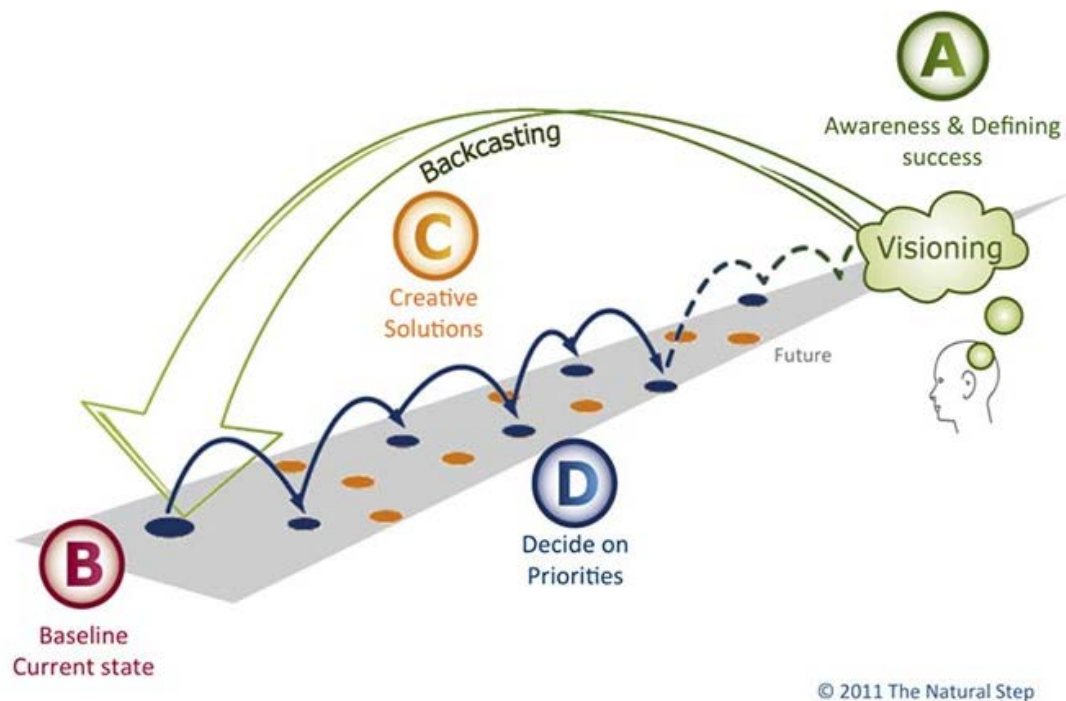 A
Awareness & Defining
success
Backcasting
Visioning
C
Creative
Solutions
Future
D
Decide on
Priorities
B
Baseline
Current state
© 2011 The Natural Step